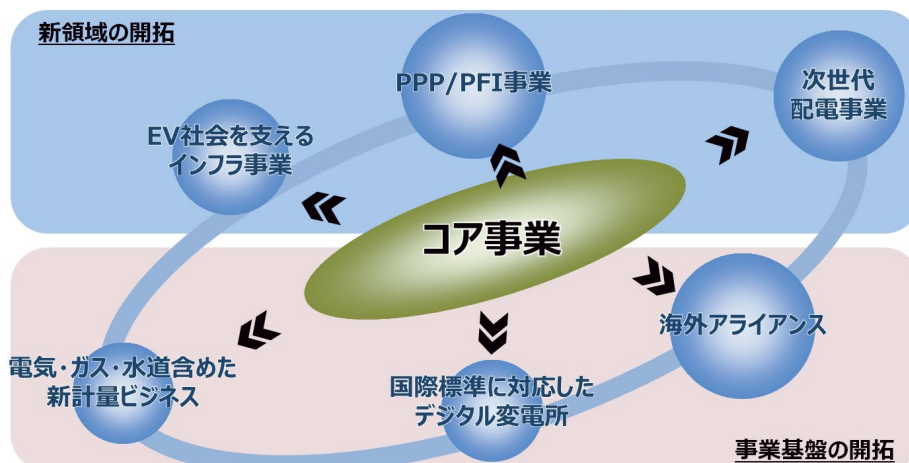 新領域の開拓
PPP/PFI事業
次世代
配電事業
EV社会を支える
インフラ事業
コア事業
海外アライアンス
電気・ガス・水道含めた
新計量ビジネス
国際標準に対応した
デジタル変電所
事業基盤の開拓